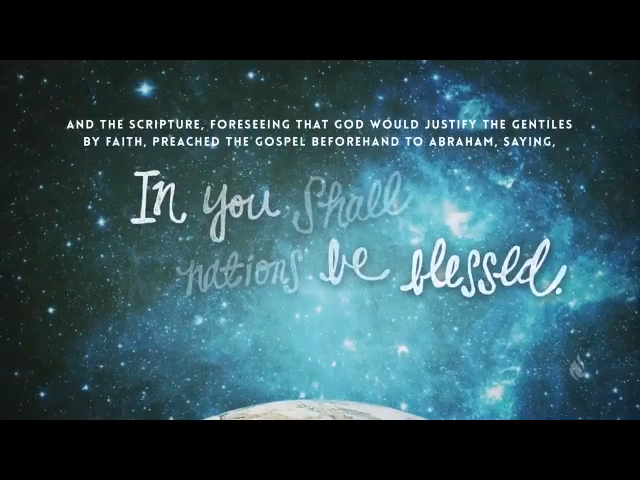 AND THE SCRIPTURE, FORESEEING THAT GOD WOULD JUSTIFY THE GENTILES
BY FAITH, PREACHED THE GOSPEL BEFOREHAND TO ABRAHAM, SAYING,
In you shall
nations be blessed.